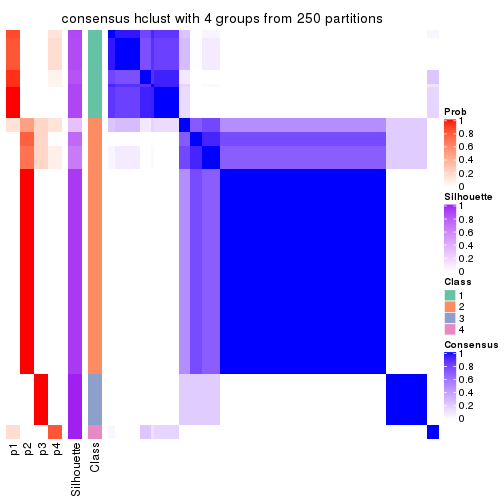 consensus hclust with 4 groups from 250 partitions
Prob
1
0.8
0.6
0.4
0.2
0
Silhouette
1
0.8
0.6
0.4
0.2
0
Class
1
2
3
4
Consensus
1
0.8
0.6
0.4
0.2
0
p1
p2
p3
p4
Silhouette
Class